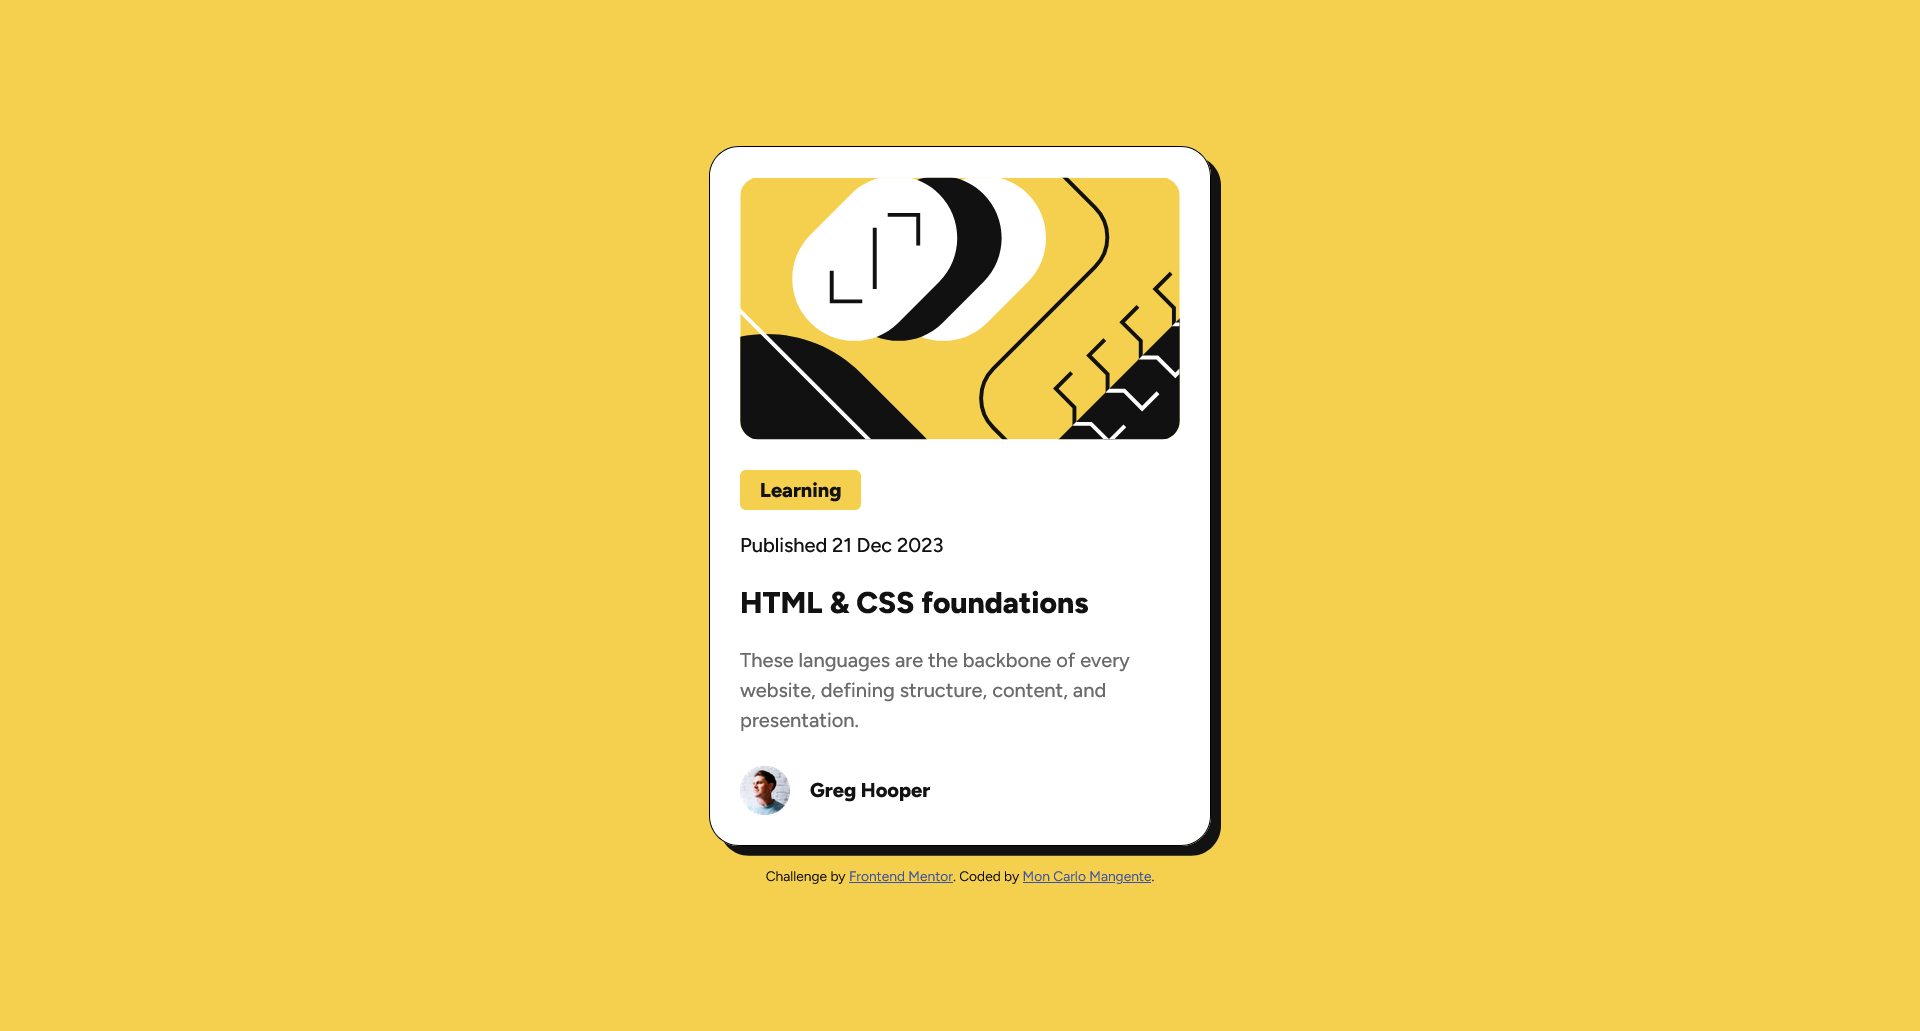 Learning
Published 21 Dec 2023
HTML & CSS foundations
These languages are the backbone of every
website, defining structure, content, and
presentation.
Greg Hooper
Challenge by Frontend Mentor. Coded by Mon Carlo Mangente.